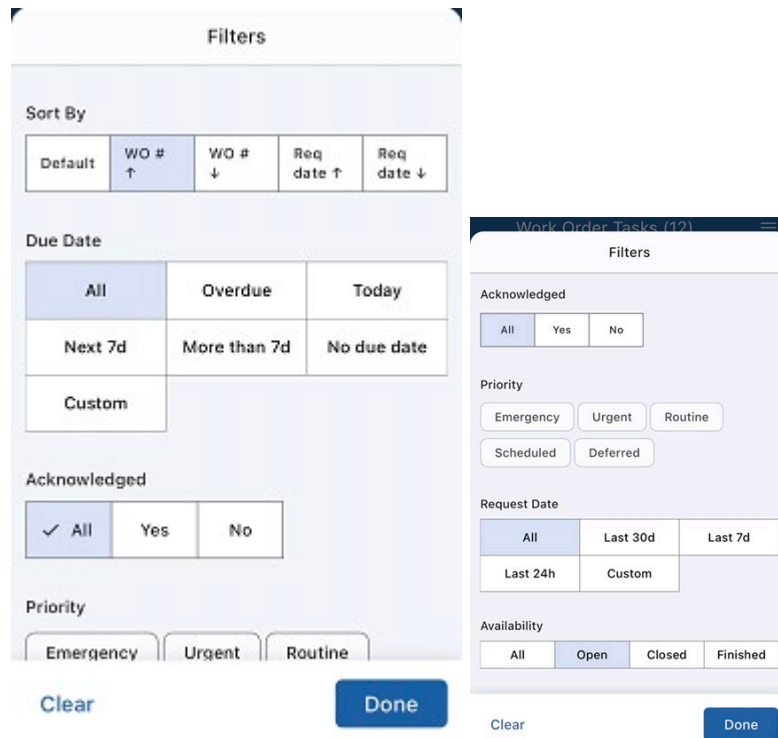 Filters
Sort By
Default WO # ↑ WO # ↓ Req date ↑ Req date ↓
Due Date
All Overdue Today
Next 7d More than 7d No due date
Custom
Acknowledged
✓ All Yes No
Priority
Emergency Urgent Routine
Clear Done
Work Order Tasks (12)
Filters
Acknowledged
All Yes No
Priority
Emergency Urgent Routine
Scheduled Deferred
Request Date
All Last 30d Last 7d
Last 24h Custom
Availability
All Open Closed Finished
Clear Done